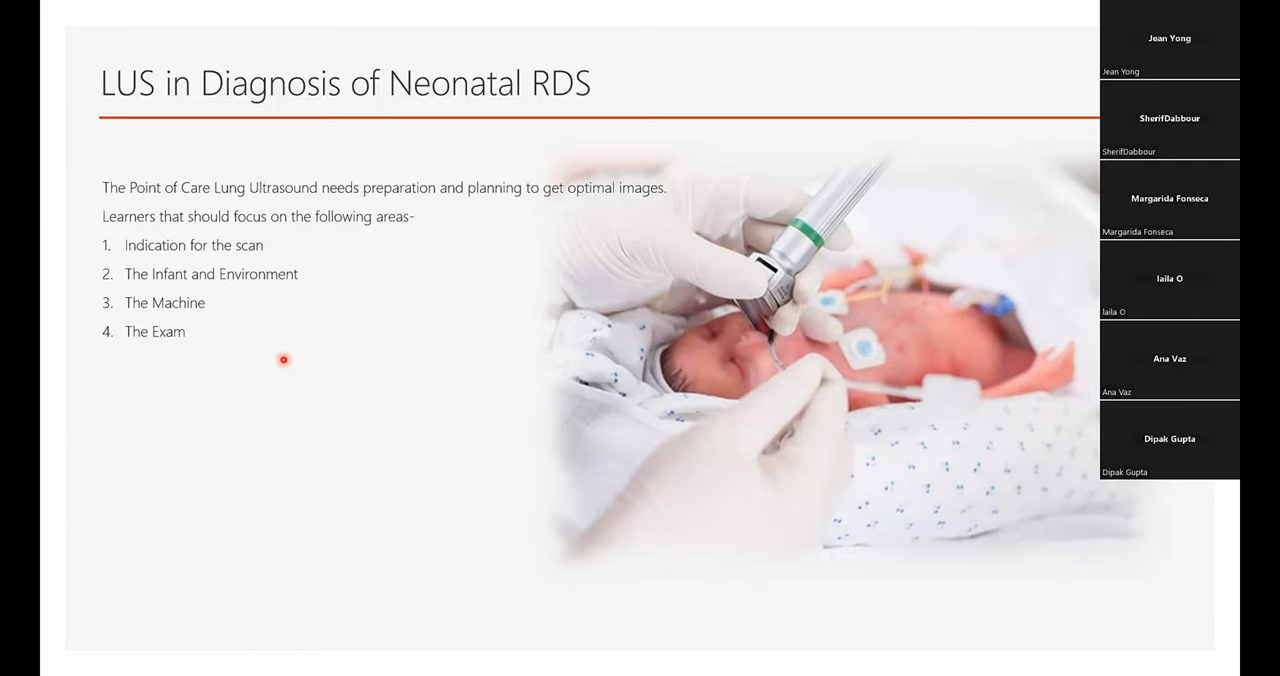 LUS in Diagnosis of Neonatal RDS
The Point of Care Lung Ultrasound needs preparation and planning to get optimal images.
Learners that should focus on the following areas-
1. Indication for the scan
2. The Infant and Environment
3. The Machine
4. The Exam
Jean Yong
Jean Yong
SherifDabbour
SherifDabbour
Margarida Fonseca
Margarida Fonseca
laila O
laila O
Ana Vaz
Ana Vaz
Dipak Gupta
Dipak Gupta